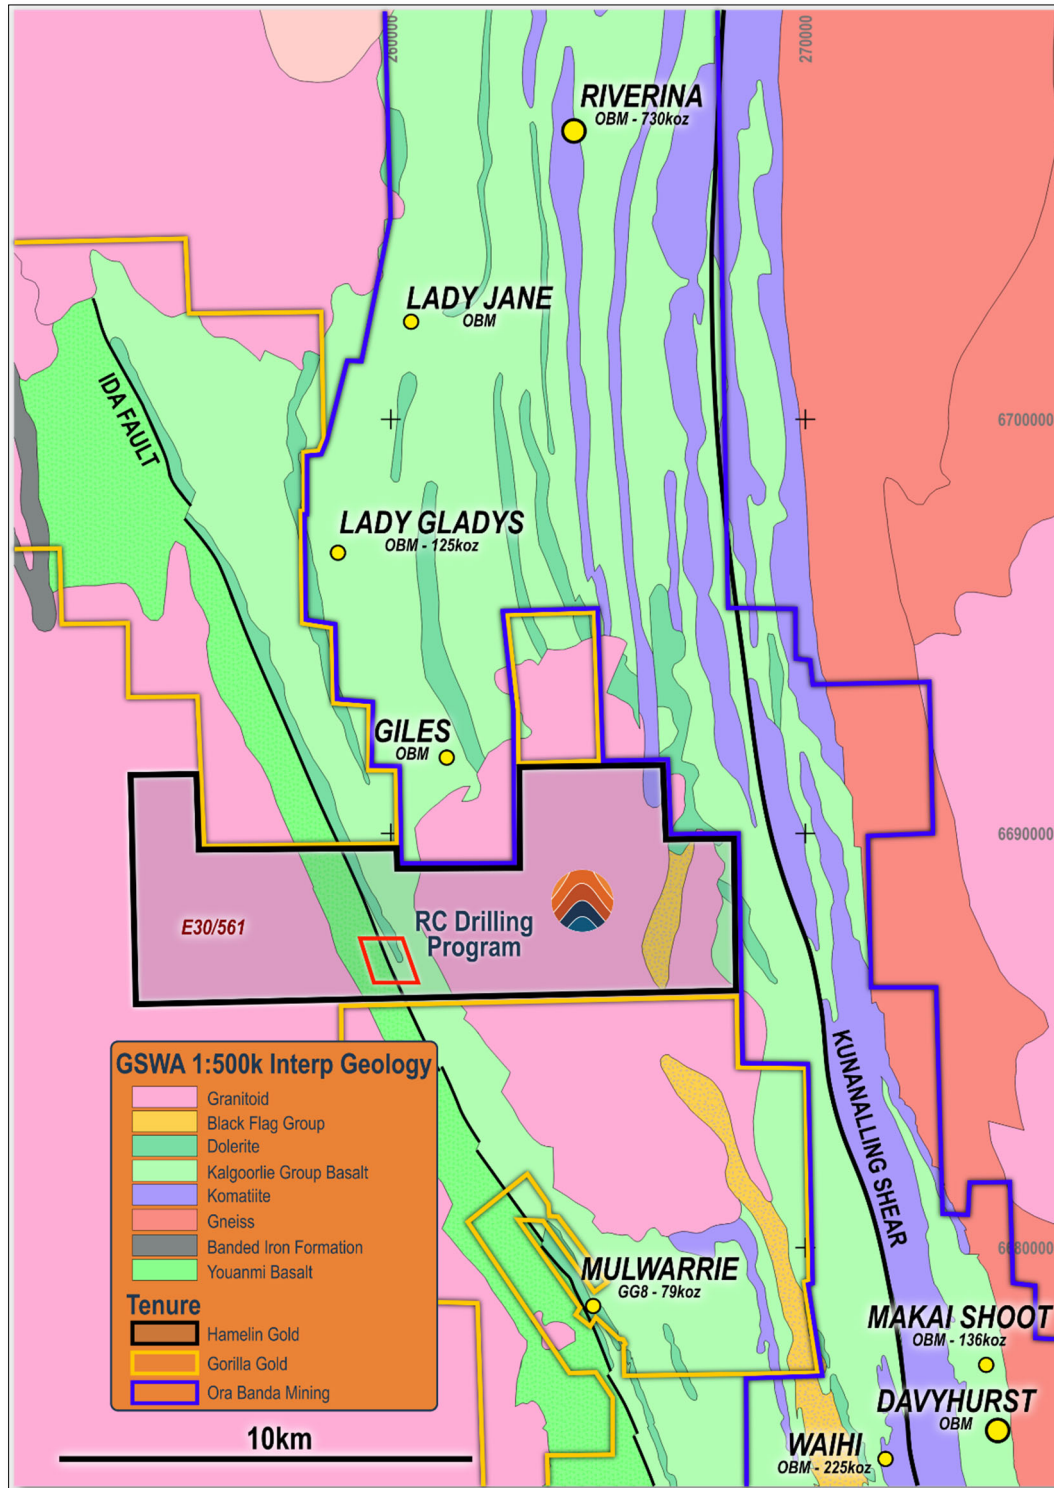 260000
270000
RIVERINA
OBM - 730koz
LADY JANE
OBM
IDA FAULT
6700000
LADY GLADYS
OBM - 125koz
GILES
OBM
6690000
E30/561
RC Drilling
Program
KUNANALLING SHEAR
GSWA 1:500k Interp Geology
Granitoid
Black Flag Group
Dolerite
Kalgoorlie Group Basalt
Komatiite
Gneiss
Banded Iron Formation
Youanmi Basalt
Tenure
Hamelin Gold
Gorilla Gold
Ora Banda Mining
10km
6680000
MULWARRIE
GG8 - 79koz
MAKAI SHOOT
OBM - 136koz
DAVYHURST
OBM
WAIHI
OBM - 225koz